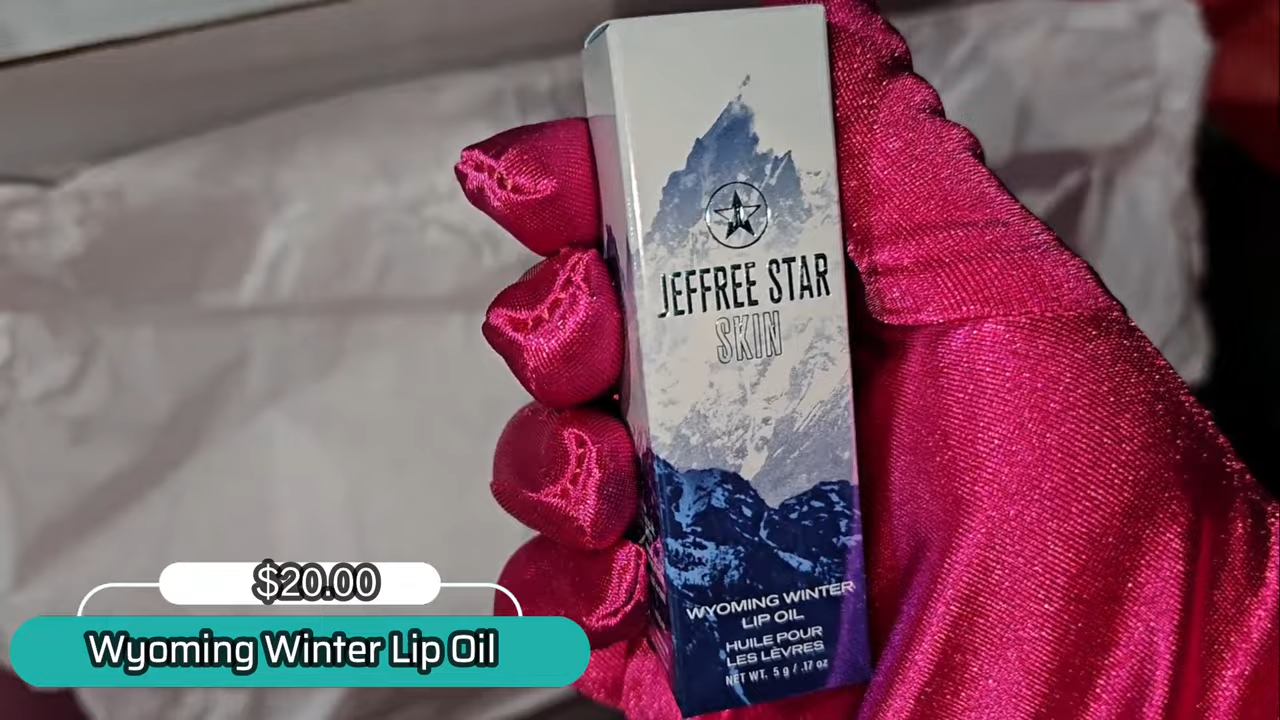 JEFFREE STAR
SKIN
WYOMING WINTER
LIP OIL
HUILE POUR
LES LÈVRES
NET WT. 5 g / .17 oz
$20.00
Wyoming Winter Lip Oil